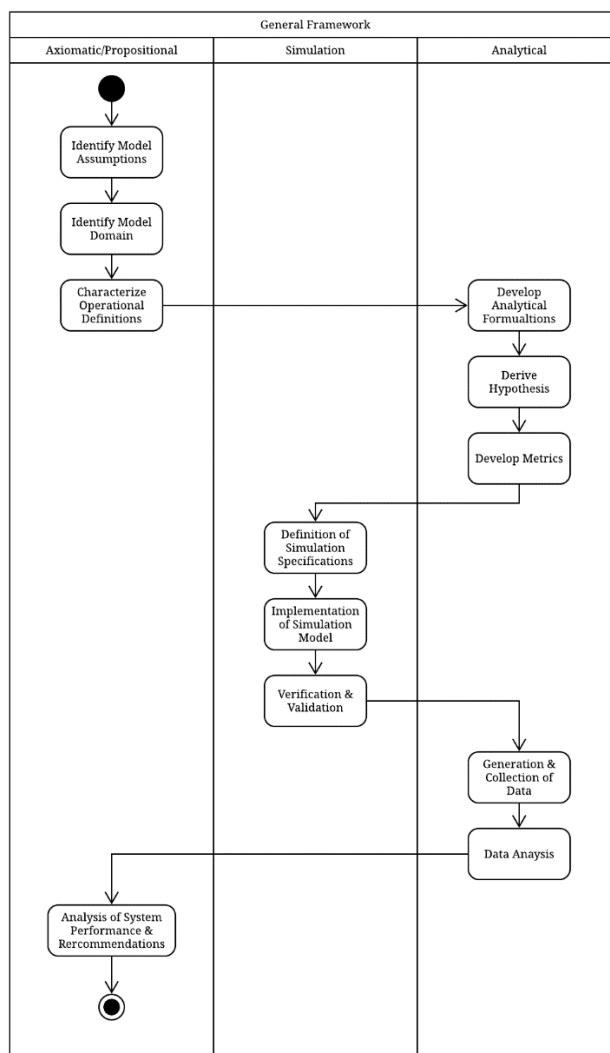 General Framework
Axiomatic/Propositional
Simulation
Analytical
Identify Model
Assumptions
Identify Model
Domain
Characterize
Operational
Definitions
Develop
Analytical
Formualtions
Derive
Hypothesis
Develop Metrics
Definition of
Simulation
Specifications
Implementation
of Simulation
Model
Verification &
Validation
Generation &
Collection of
Data
Data Anaysis
Analysis of System
Performance &
Rercommendations